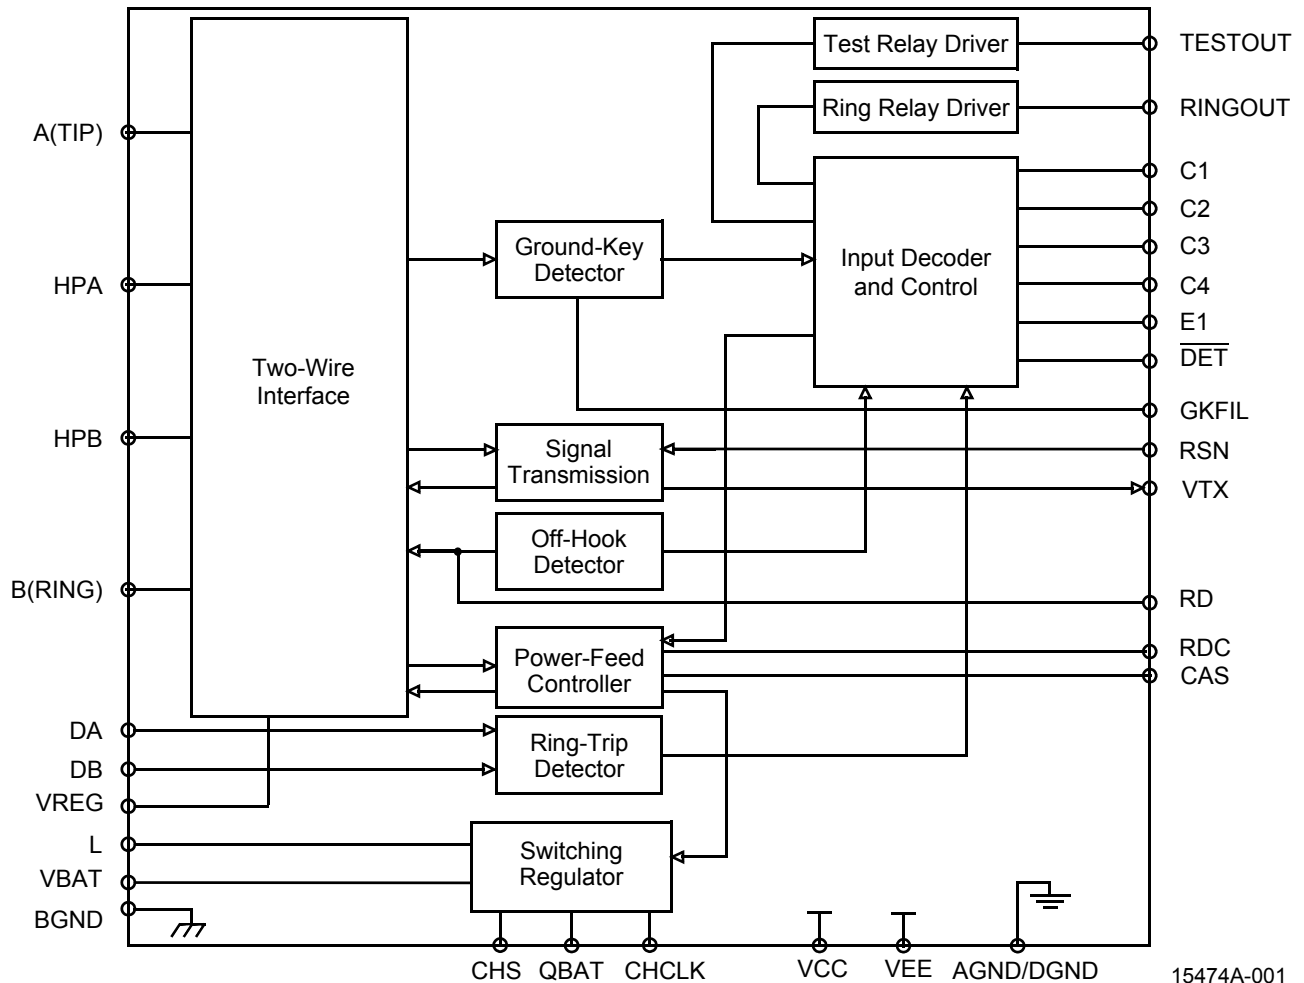 Test Relay Driver
TESTOUT
Ring Relay Driver
RINGOUT
A(TIP)
C1
C2
Ground-Key
Detector
Input Decoder
and Control
C3
HPA
C4
E1
DET
Two-Wire
Interface
GKFIL
HPB
Signal
Transmission
RSN
VTX
Off-Hook
Detector
B(RING)
RD
Power-Feed
Controller
RDC
CAS
DA
Ring-Trip
Detector
DB
VREG
L
Switching
Regulator
VBAT
BGND
CHS
QBAT
CHCLK
VCC
VEE
AGND/DGND
15474A-001